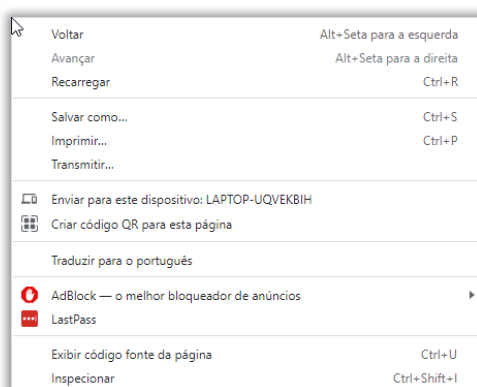 Voltar Alt+Seta para a esquerda
Avançar Alt+Seta para a direita
Recarregar Ctrl+R
Salvar como... Ctrl+S
Imprimir... Ctrl+P
Transmitir...
Enviar para este dispositivo: LAPTOP-UQVEKBIH
Criar código QR para esta página
Traduzir para o português
AdBlock — o melhor bloqueador de anúncios
LastPass
Exibir código fonte da página Ctrl+U
Inspecionar Ctrl+Shift+I